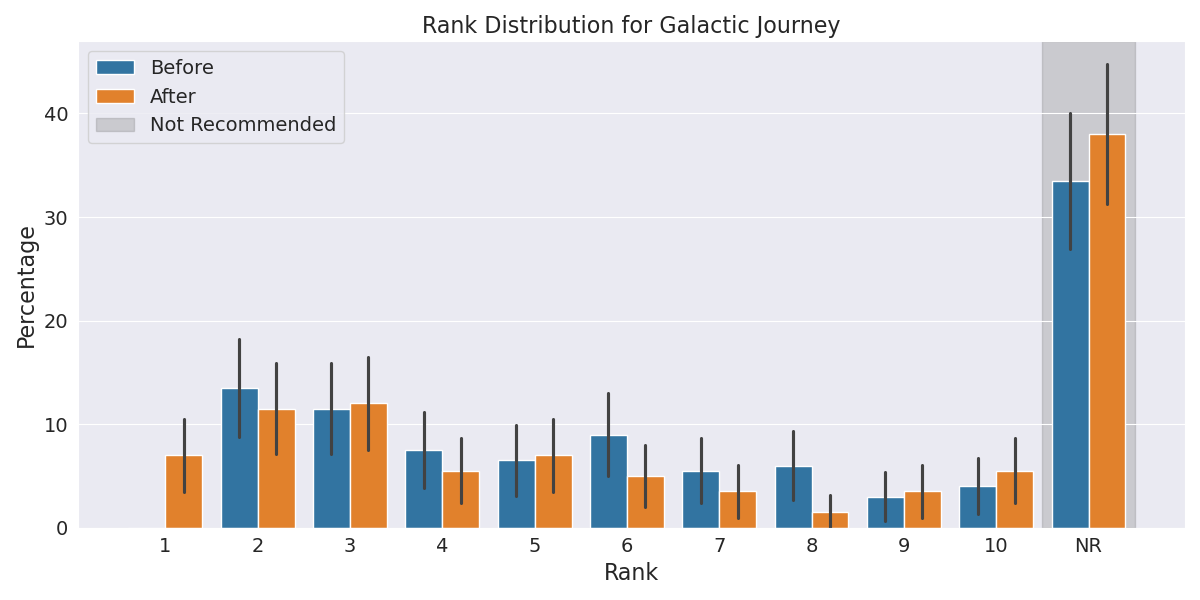 Rank Distribution for Galactic Journey
Before
After
Not Recommended
Percentage
40
30
20
10
0
1 2 3 4 5 6 7 8 9 10 NR
Rank